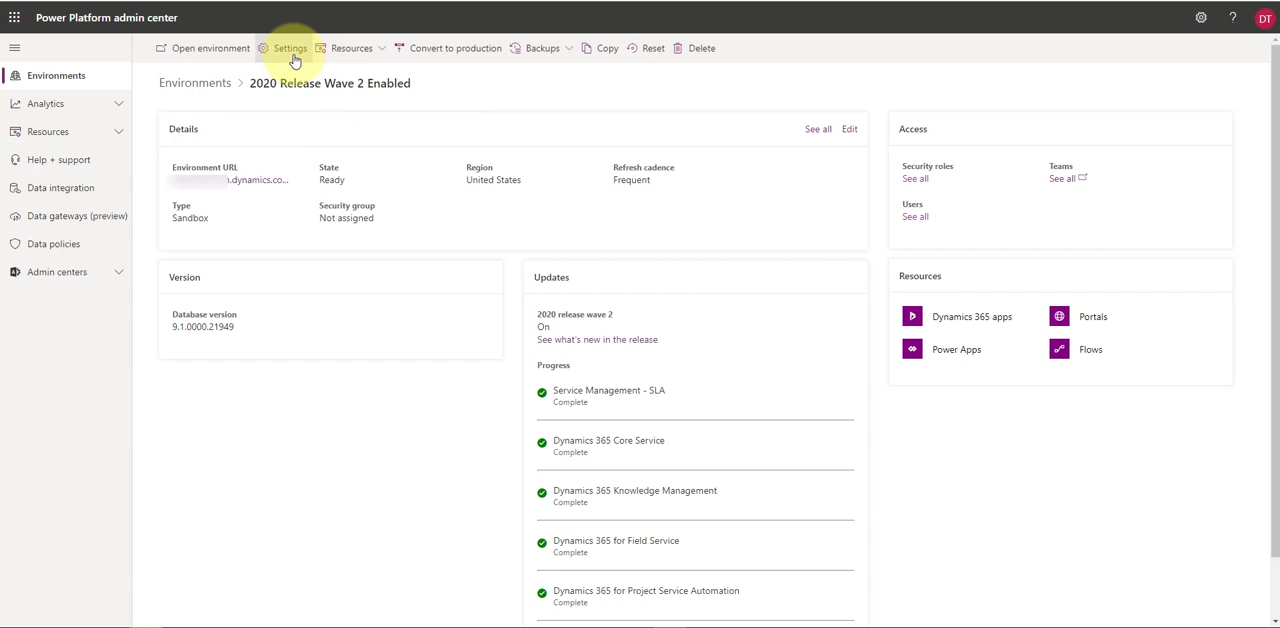 Power Platform admin center
?
DT
Open environment
Settings
Resources
Convert to production
Backups
Copy
Reset
Delete
Environments
Analytics
Resources
Help + support
Data integration
Data gateways (preview)
Data policies
Admin centers
Environments > 2020 Release Wave 2 Enabled
Details
See all
Edit
Environment URL
.dynamics.co...
State
Ready
Region
United States
Refresh cadence
Frequent
Type
Sandbox
Security group
Not assigned
Access
Security roles
See all
Teams
See all
Users
See all
Version
Database version
9.1.0000.21949
Updates
2020 release wave 2
On
See what's new in the release
Progress
Service Management - SLA
Complete
Dynamics 365 Core Service
Complete
Dynamics 365 Knowledge Management
Complete
Dynamics 365 for Field Service
Complete
Dynamics 365 for Project Service Automation
Complete
Resources
Dynamics 365 apps
Portals
Power Apps
Flows